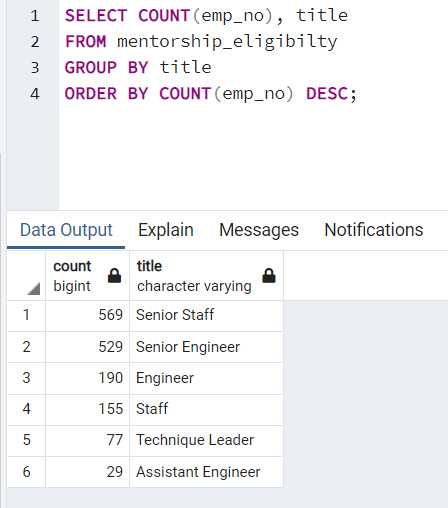 1 SELECT COUNT(emp_no), title
2 FROM mentorship_eligibilty
3 GROUP BY title
4 ORDER BY COUNT(emp_no) DESC;
Data Output Explain Messages Notifications
count title
bigint character varying
1 569 Senior Staff
2 529 Senior Engineer
3 190 Engineer
4 155 Staff
5 77 Technique Leader
6 29 Assistant Engineer